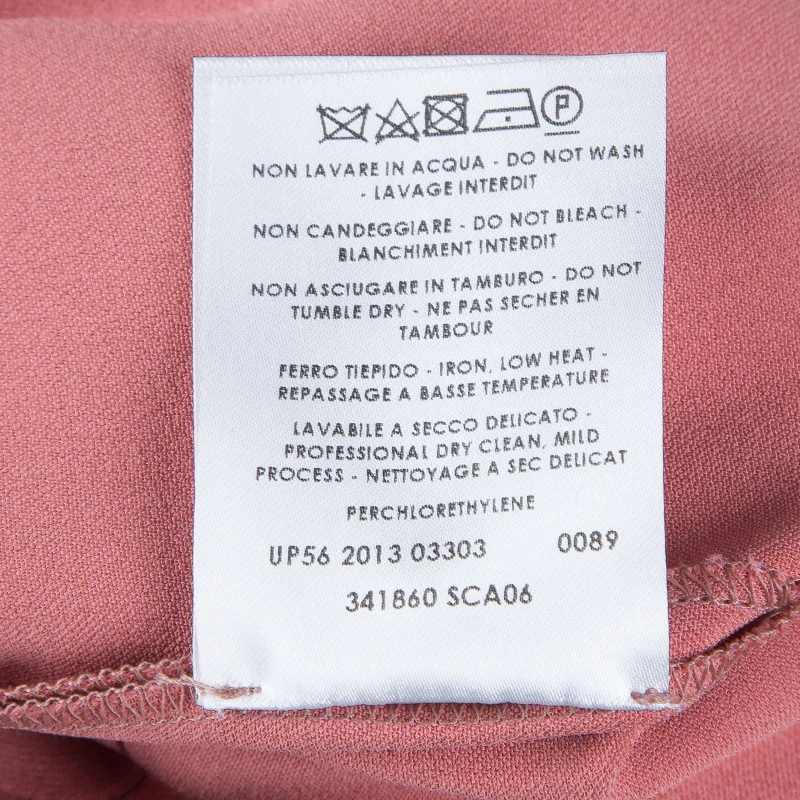 P
NON LAVARE IN ACQUA - DO NOT WASH
- LAVAGE INTERDIT
NON CANDEGGIARE - DO NOT BLEACH -
BLANCHIMENT INTERDIT
NON ASCIUGARE IN TAMBURO - DO NOT
TUMBLE DRY - NE PAS SECHER EN
TAMBOUR
FERRO TIEPIDO - IRON, LOW HEAT -
REPASSAGE A BASSE TEMPERATURE
LAVABILE A SECCO DELICATO -
PROFESSIONAL DRY CLEAN, MILD
PROCESS - NETTOYAGE A SEC DELICAT
PERCHLORETHYLENE
UP56 2013 03303 0089
341860 SCA06